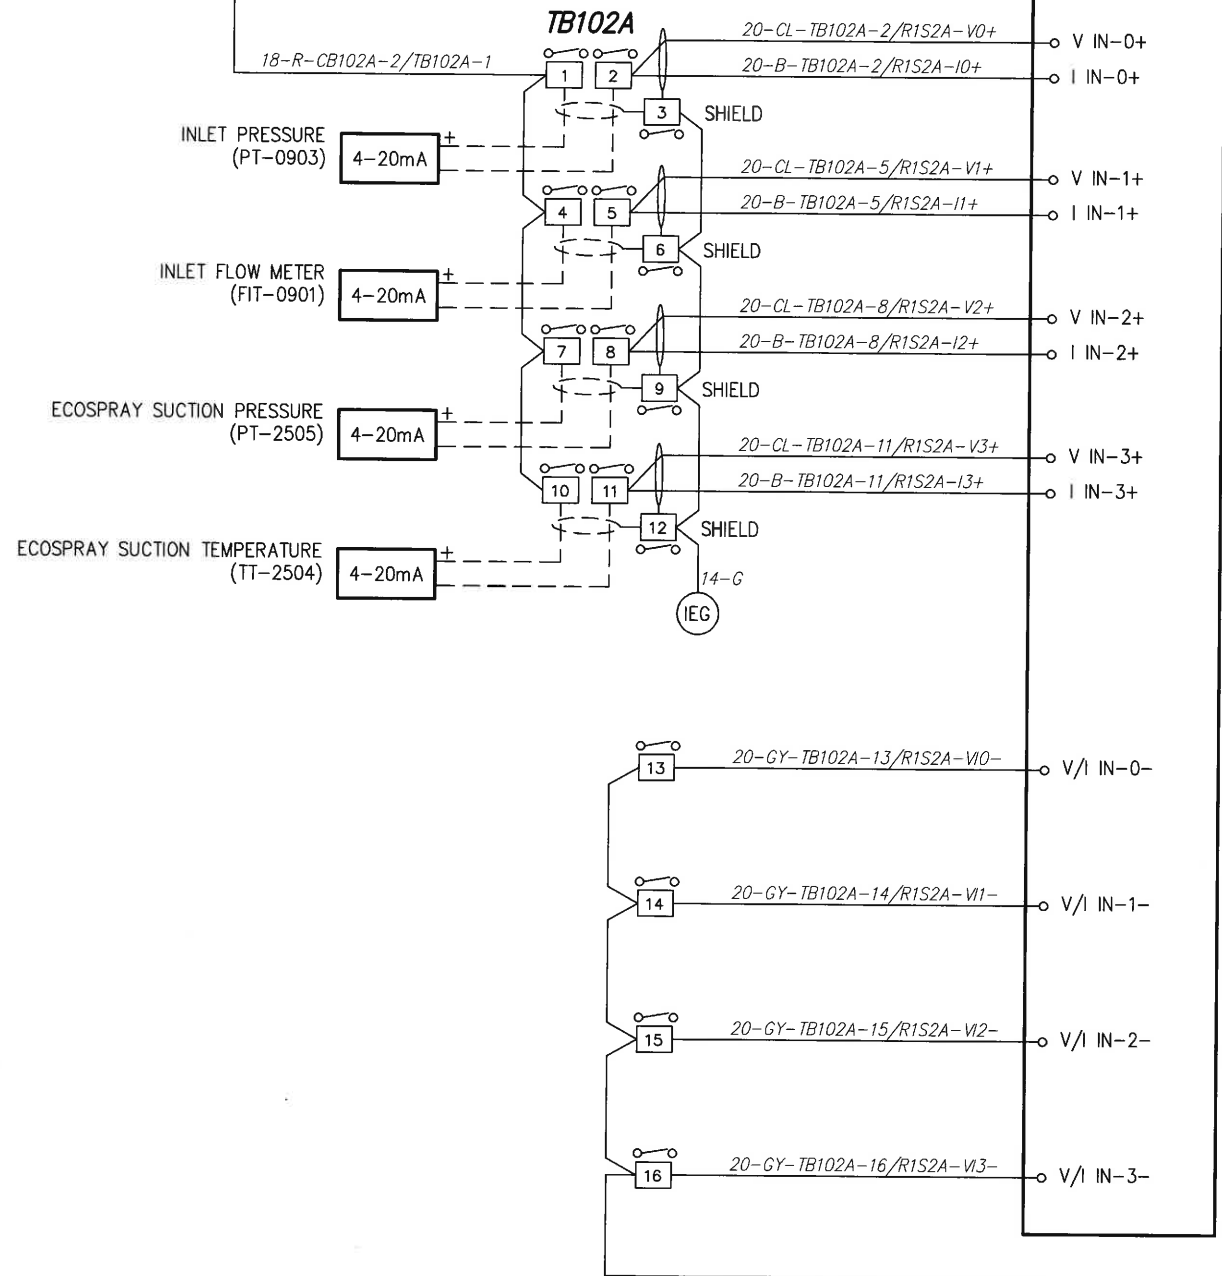 TB102A
20-CL-TB102A-2/R1S2A-V0+
V IN-0+
18-R-CB102A-2/TB102A-1
1
2
20-B-TB102A-2/R1S2A-I0+
I IN-0+
3
SHIELD
INLET PRESSURE
(PT-0903)
4-20mA
+
20-CL-TB102A-5/R1S2A-V1+
V IN-1+
4
5
20-B-TB102A-5/R1S2A-I1+
I IN-1+
6
SHIELD
INLET FLOW METER
(FIT-0901)
4-20mA
+
20-CL-TB102A-8/R1S2A-V2+
V IN-2+
7
8
20-B-TB102A-8/R1S2A-I2+
I IN-2+
9
SHIELD
ECOSPRAY SUCTION PRESSURE
(PT-2505)
4-20mA
+
20-CL-TB102A-11/R1S2A-V3+
V IN-3+
10
11
20-B-TB102A-11/R1S2A-I3+
I IN-3+
12
SHIELD
ECOSPRAY SUCTION TEMPERATURE
(TT-2504)
4-20mA
+
14-G
IEG
13
20-GY-TB102A-13/R1S2A-VI0-
V/I IN-0-
14
20-GY-TB102A-14/R1S2A-VI1-
V/I IN-1-
15
20-GY-TB102A-15/R1S2A-VI2-
V/I IN-2-
16
20-GY-TB102A-16/R1S2A-VI3-
V/I IN-3-